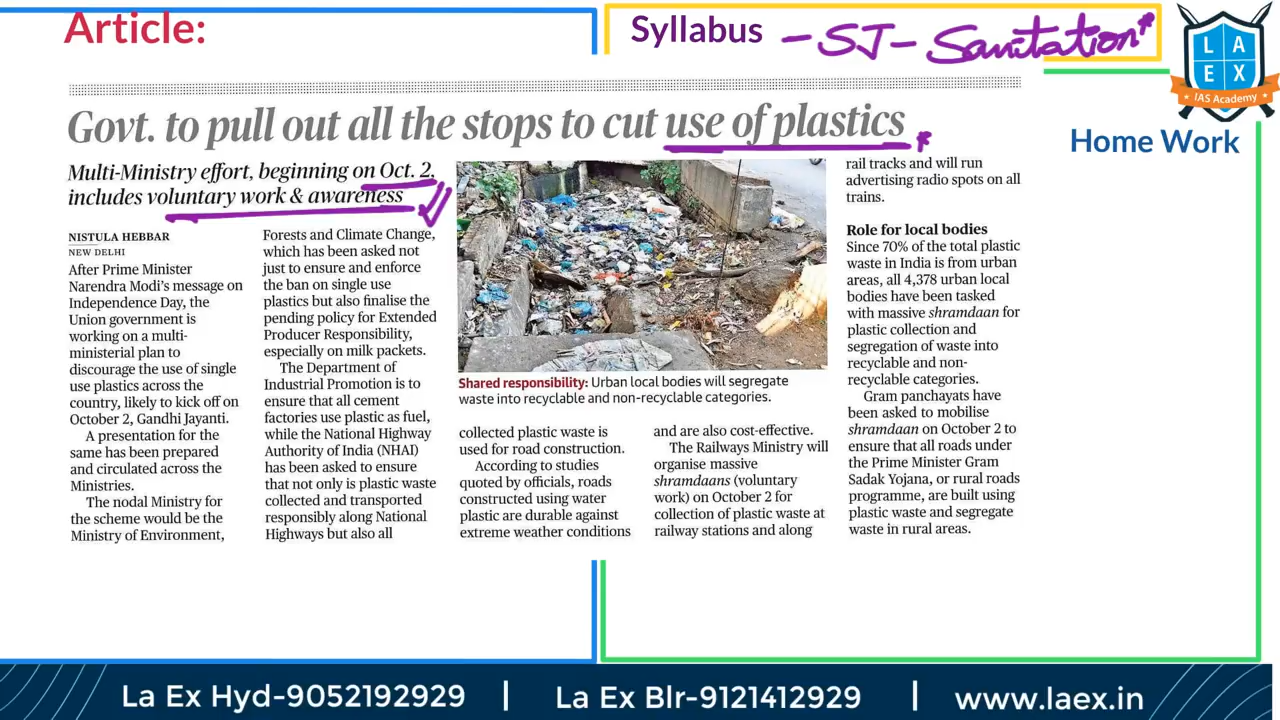 Article:
Syllabus - SJ - Sanitation*
L A
E X
IAS Academy
Home Work
Govt. to pull out all the stops to cut use of plastics
Multi-Ministry effort, beginning on Oct. 2,
includes voluntary work & awareness
NISTULA HEBBAR
NEW DELHI
After Prime Minister
Narendra Modi's message on
Independence Day, the
Union government is
working on a multi-
ministerial plan to
discourage the use of single
use plastics across the
country, likely to kick off on
October 2, Gandhi Jayanti.
A presentation for the
same has been prepared
and circulated across the
Ministries.
The nodal Ministry for
the scheme would be the
Ministry of Environment,
Forests and Climate Change,
which has been asked not
just to ensure and enforce
the ban on single use
plastics but also finalise the
pending policy for Extended
Producer Responsibility,
especially on milk packets.
The Department of
Industrial Promotion is to
ensure that all cement
factories use plastic as fuel,
while the National Highway
Authority of India (NHAI)
has been asked to ensure
that not only is plastic waste
collected and transported
responsibly along National
Highways but also all
Shared responsibility: Urban local bodies will segregate
waste into recyclable and non-recyclable categories.
collected plastic waste is
used for road construction.
According to studies
quoted by officials, roads
constructed using water
plastic are durable against
extreme weather conditions
and are also cost-effective.
The Railways Ministry will
organise massive
shramdaans (voluntary
work) on October 2 for
collection of plastic waste at
railway stations and along
rail tracks and will run
advertising radio spots on all
trains.
Role for local bodies
Since 70% of the total plastic
waste in India is from urban
areas, all 4,378 urban local
bodies have been tasked
with massive shramdaan for
plastic collection and
segregation of waste into
recyclable and non-
recyclable categories.
Gram panchayats have
been asked to mobilise
shramdaan on October 2 to
ensure that all roads under
the Prime Minister Gram
Sadak Yojana, or rural roads
programme, are built using
plastic waste and segregate
waste in rural areas.
La Ex Hyd-9052192929 | La Ex Blr-9121412929 | www.laex.in